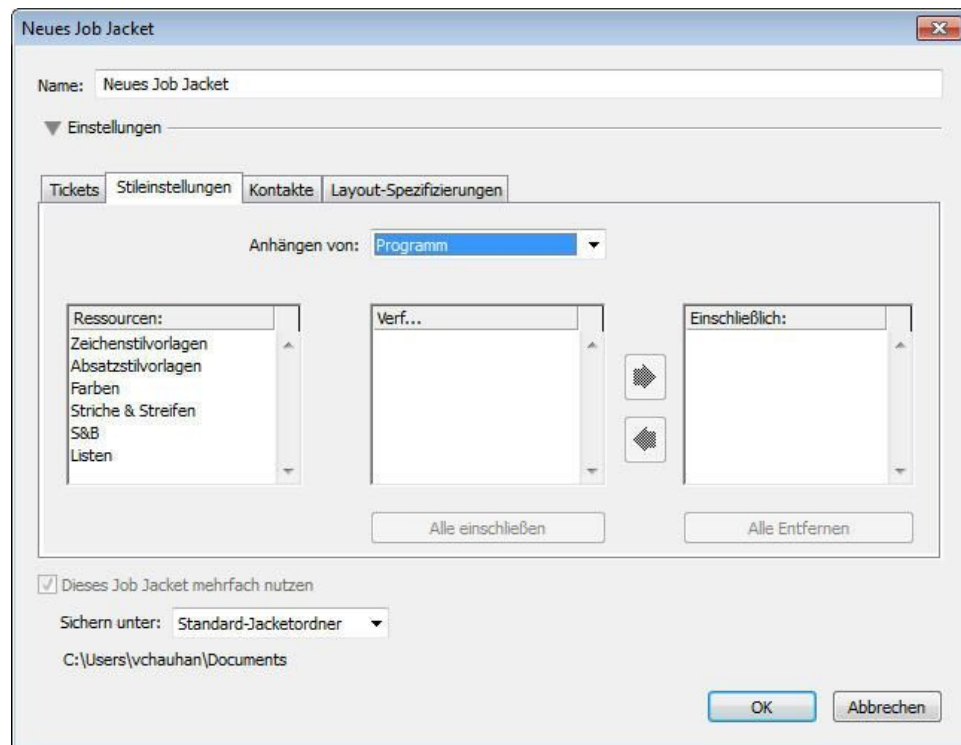 Neues Job Jacket
Name: Neues Job Jacket
Einstellungen
Tickets Stileinstellungen Kontakte Layout-Spezifizierungen
Anhängen von: Programm
Ressourcen: Verf... Einschließlich:
Zeichenstilvorlagen
Absatzstilvorlagen
Farben
Striche & Streifen
S&B
Listen
Alle einschließen Alle Entfernen
Dieses Job Jacket mehrfach nutzen
Sichern unter: Standard-Jacketordner
C:\Users\vchauhan\Documents
OK Abbrechen